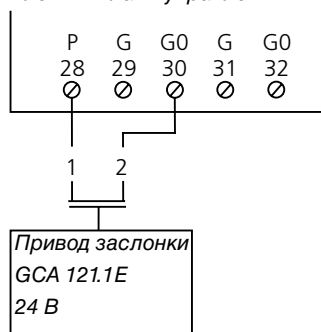 P G G0 G G0
28 29 30 31 32
1 2
Привод заслонки
GCA 121.1E
24 В